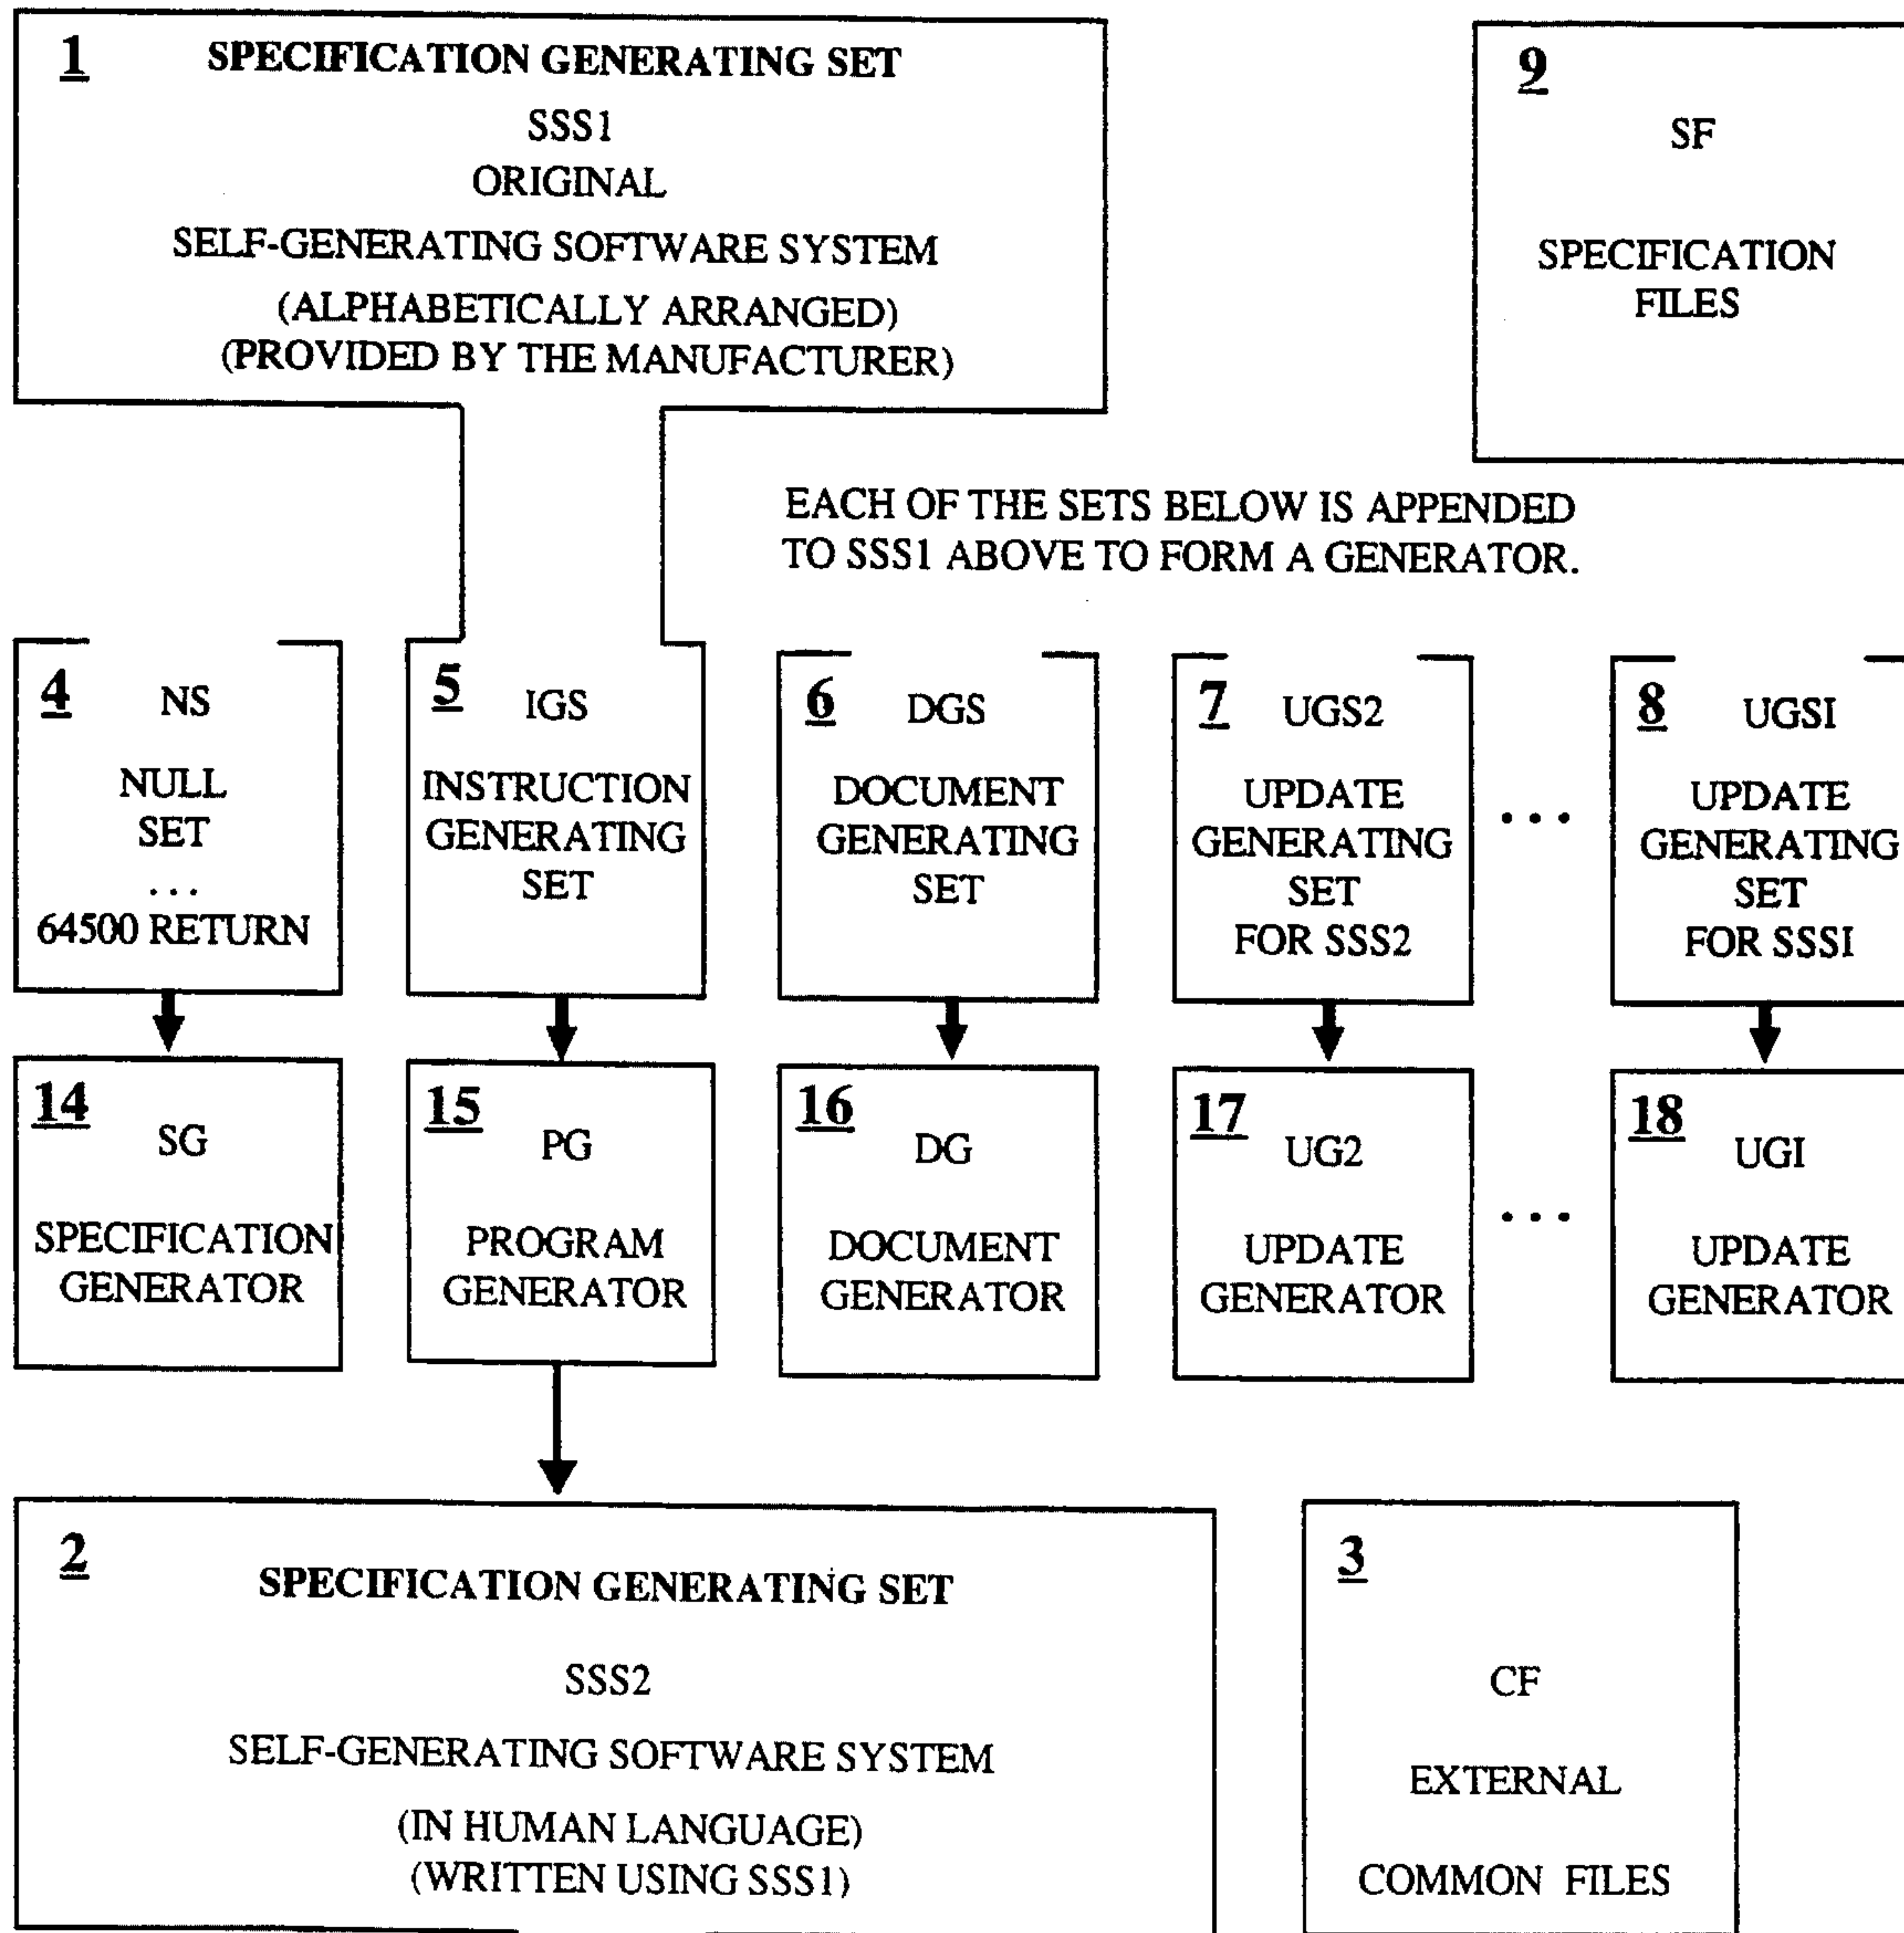 1
SPECIFICATION GENERATING SET
SSS1
ORIGINAL
SELF-GENERATING SOFTWARE SYSTEM
(ALPHABETICALLY ARRANGED)
(PROVIDED BY THE MANUFACTURER)
9
SF
SPECIFICATION
FILES
EACH OF THE SETS BELOW IS APPENDED
TO SSS1 ABOVE TO FORM A GENERATOR.
4
NS
NULL
SET
...
64500 RETURN
5
IGS
INSTRUCTION
GENERATING
SET
6
DGS
DOCUMENT
GENERATING
SET
7
UGS2
UPDATE
GENERATING
SET
FOR SSS2
...
8
UGSI
UPDATE
GENERATING
SET
FOR SSSI
14
SG
SPECIFICATION
GENERATOR
15
PG
PROGRAM
GENERATOR
16
DG
DOCUMENT
GENERATOR
17
UG2
UPDATE
GENERATOR
...
18
UGI
UPDATE
GENERATOR
2
SPECIFICATION GENERATING SET
SSS2
SELF-GENERATING SOFTWARE SYSTEM
(IN HUMAN LANGUAGE)
(WRITTEN USING SSS1)
3
CF
EXTERNAL
COMMON FILES